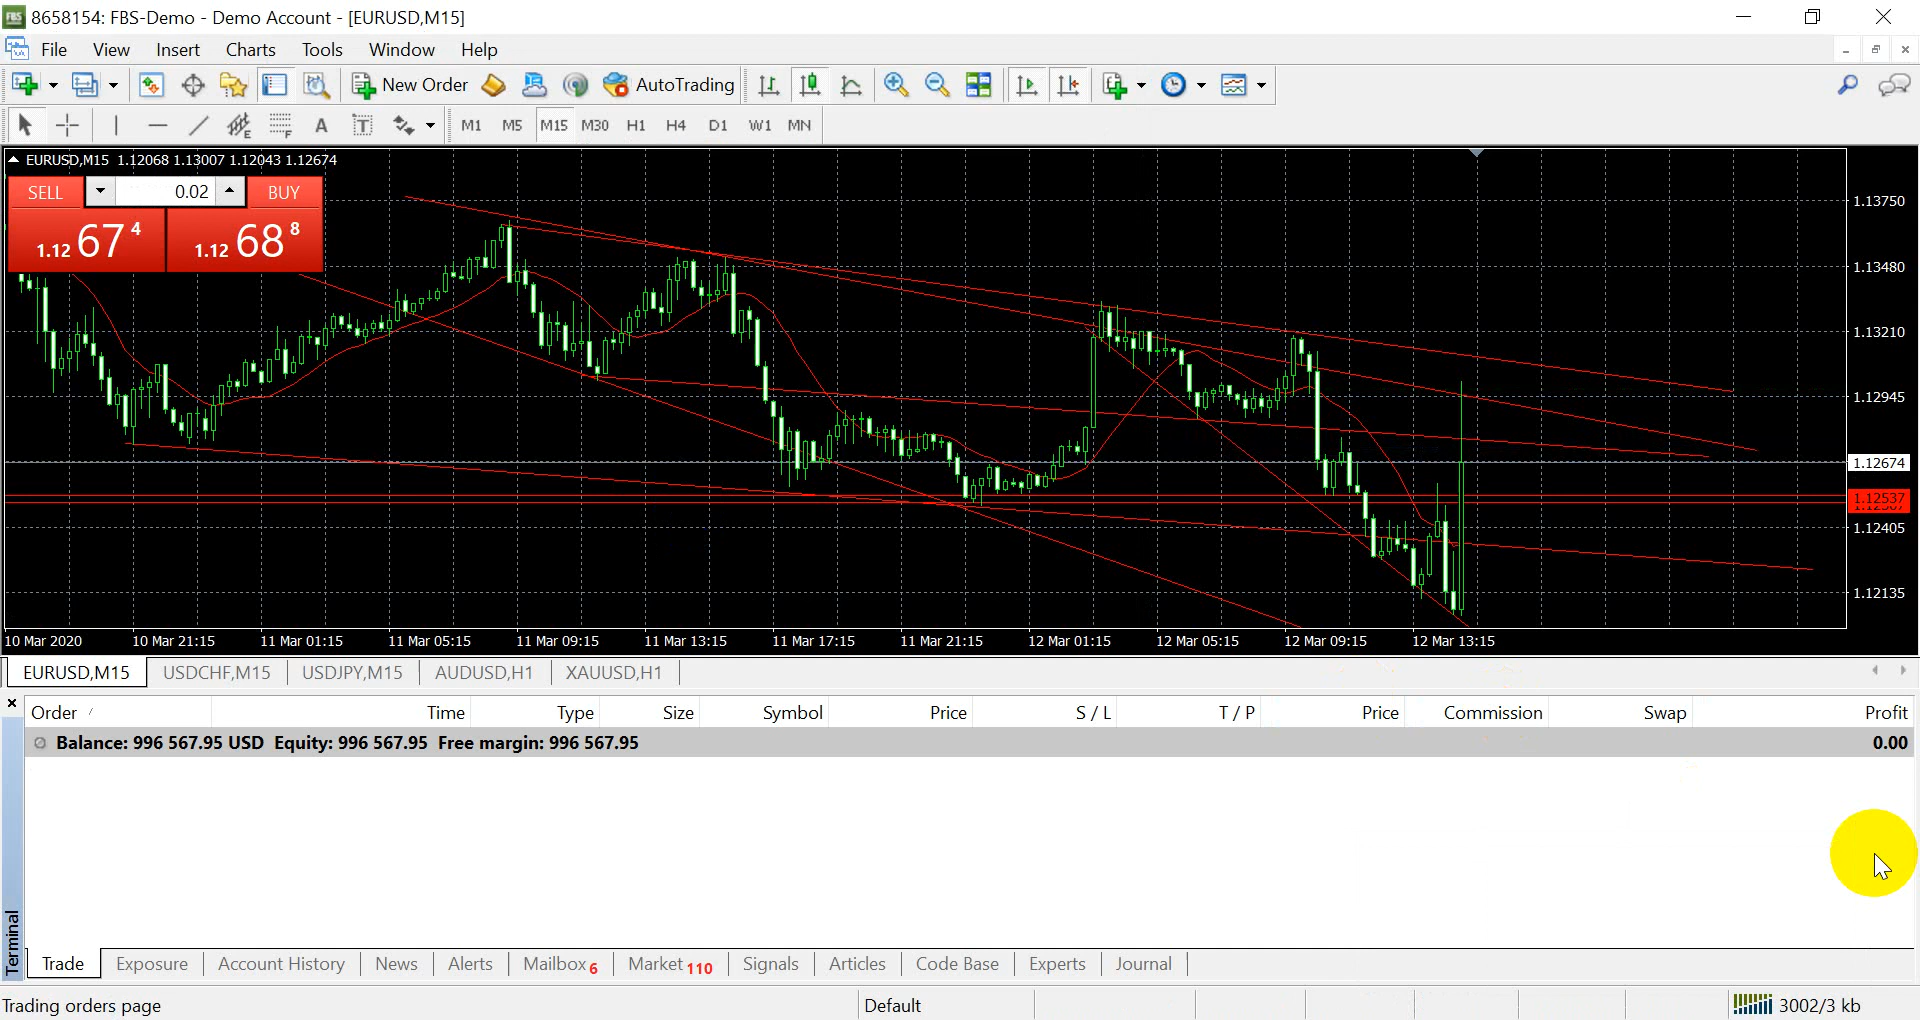 FBS 8658154: FBS-Demo - Demo Account - [EURUSD,M15]
File View Insert Charts Tools Window Help
New Order AutoTrading
E F A T M1 M5 M15 M30 H1 H4 D1 W1 MN
EURUSD,M15 1.12068 1.13007 1.12043 1.12674
SELL 0.02 BUY
1.12 67 4 1.12 68 8
1.13750
1.13480
1.13210
1.12945
1.12674
1.12537
1.12405
1.12135
10 Mar 2020 10 Mar 21:15 11 Mar 01:15 11 Mar 05:15 11 Mar 09:15 11 Mar 13:15 11 Mar 17:15 11 Mar 21:15 12 Mar 01:15 12 Mar 05:15 12 Mar 09:15 12 Mar 13:15
EURUSD,M15 USDCHF,M15 USDJPY,M15 AUDUSD,H1 XAUUSD,H1
Order / Time Type Size Symbol Price S / L T / P Price Commission Swap Profit
Balance: 996 567.95 USD Equity: 996 567.95 Free margin: 996 567.95 0.00
Terminal
Trade Exposure Account History News Alerts Mailbox 6 Market 110 Signals Articles Code Base Experts Journal
Trading orders page Default 3002/3 kb